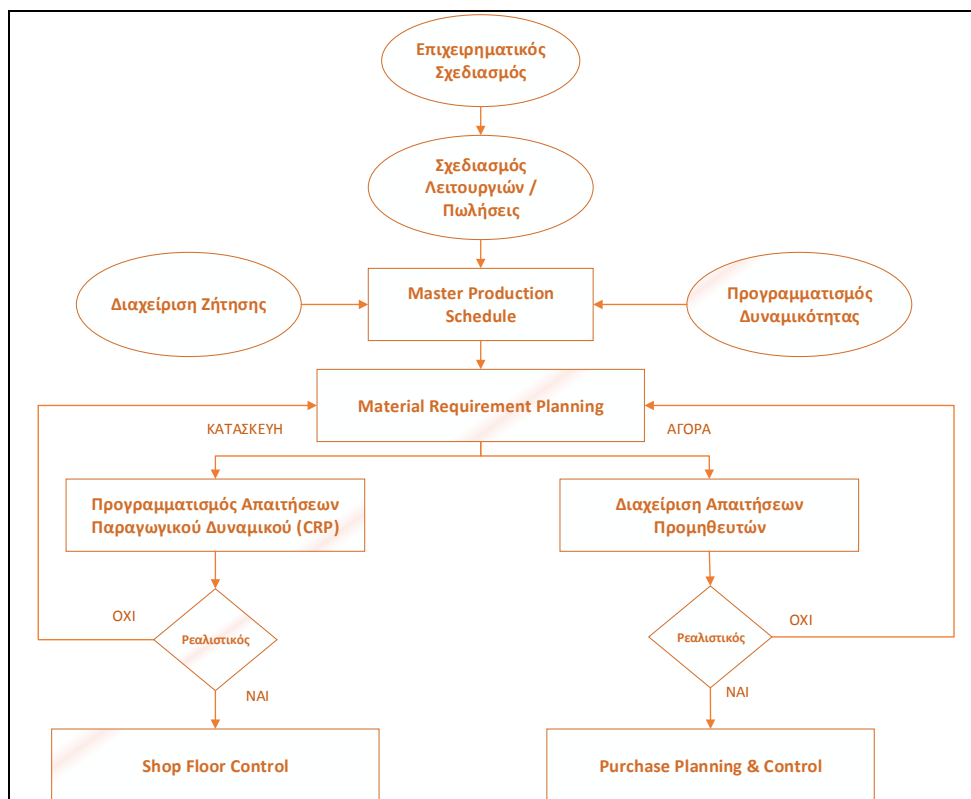 Επιχειρηματικός
Σχεδιασμός
Σχεδιασμός
Λειτουργιών /
Πωλήσεις
Διαχείριση Ζήτησης
Master Production
Schedule
Προγραμματισμός
Δυναμικότητας
Material Requirement Planning
ΚΑΤΑΣΚΕΥΗ
ΑΓΟΡΑ
Προγραμματισμός Απαιτήσεων
Παραγωγικού Δυναμικού (CRP)
Διαχείριση Απαιτήσεων
Προμηθευτών
ΟΧΙ
Ρεαλιστικός
Ρεαλιστικός
ΟΧΙ
ΝΑΙ
ΝΑΙ
Shop Floor Control
Purchase Planning & Control